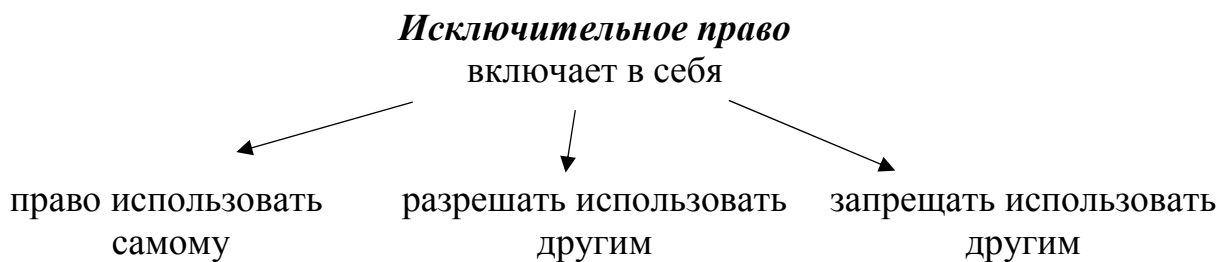 Исключительное право
включает в себя
право использовать
самому
разрешать использовать
другим
запрещать использовать
другим